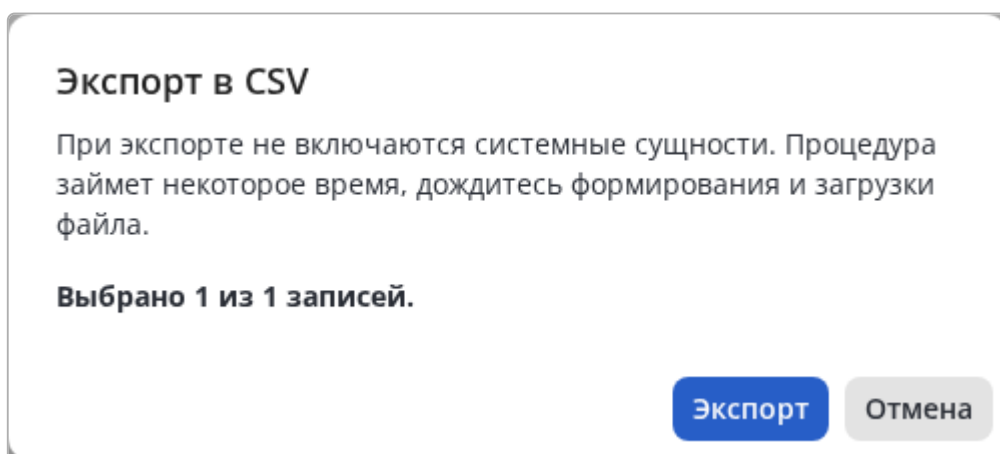 Экспорт в CSV
При экспорте не включаются системные сущности. Процедура
займет некоторое время, дождитесь формирования и загрузки
файла.
Выбрано 1 из 1 записей.
Экспорт
Отмена